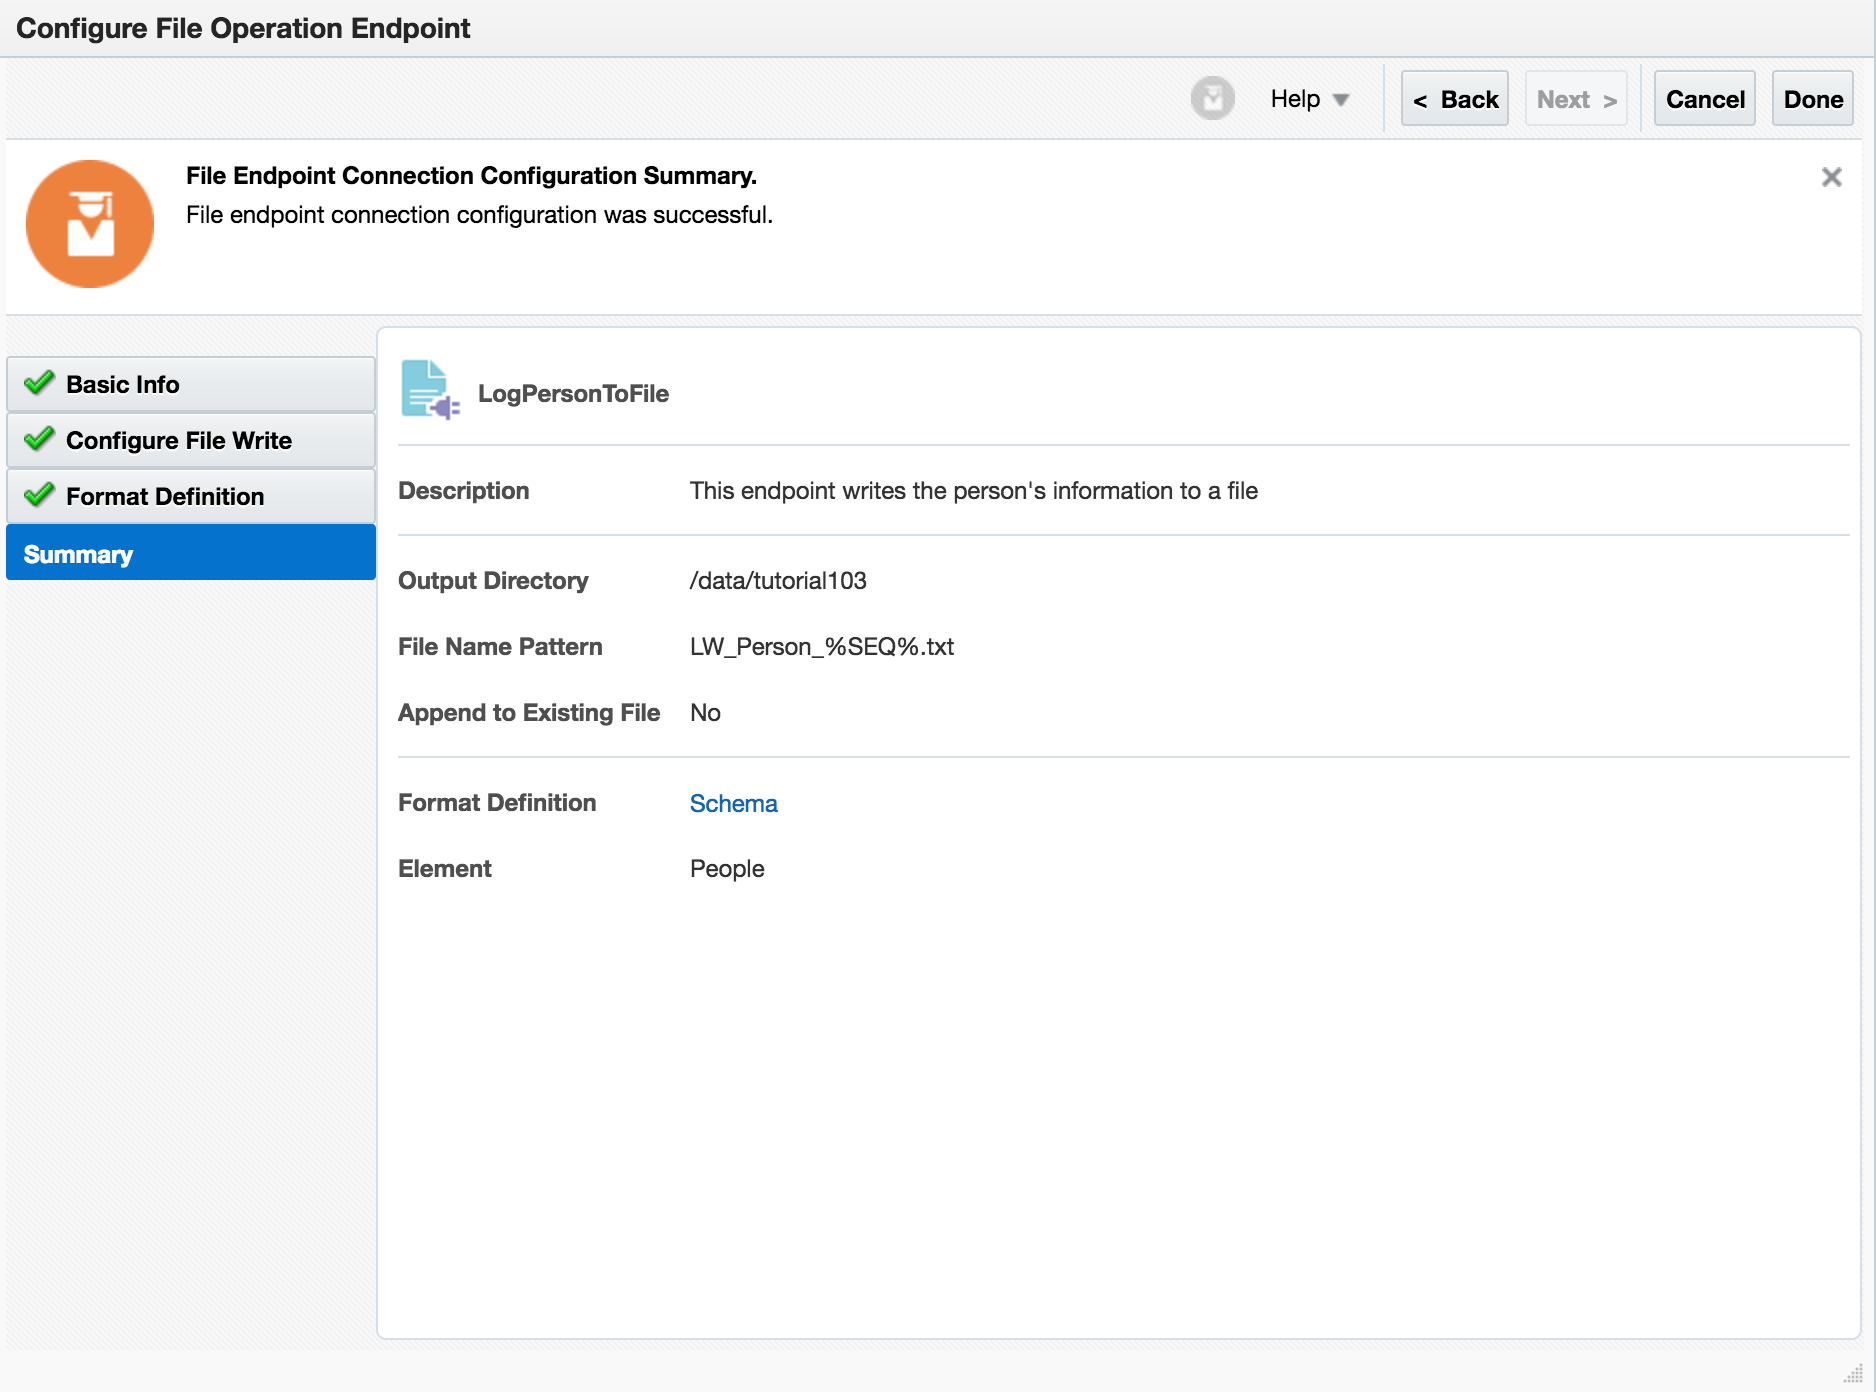 Configure File Operation Endpoint
Help
< Back
Next >
Cancel
Done
File Endpoint Connection Configuration Summary.
File endpoint connection configuration was successful.
Basic Info
Configure File Write
Format Definition
Summary
LogPersonToFile
Description This endpoint writes the person's information to a file
Output Directory /data/tutorial103
File Name Pattern LW_Person_%SEQ%.txt
Append to Existing File No
Format Definition Schema
Element People